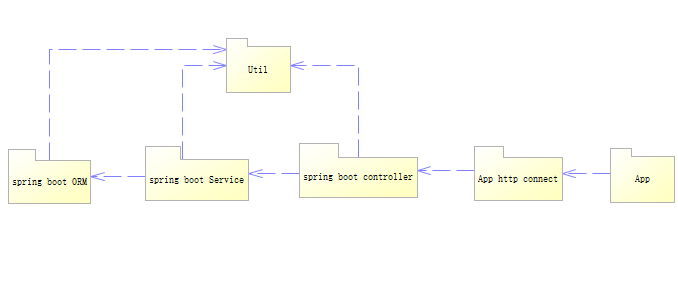 Util
spring boot ORM
spring boot Service
spring boot controller
App http connect
App